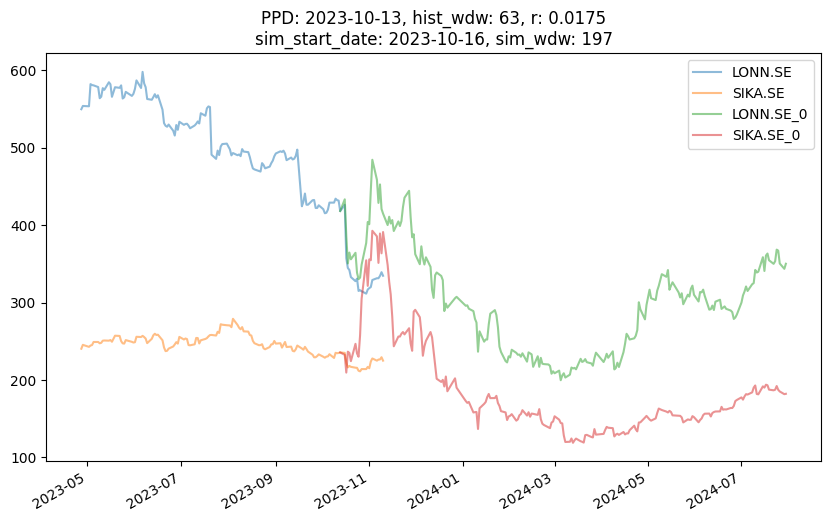 PPD: 2023-10-13, hist_wdw: 63, r: 0.0175
sim_start_date: 2023-10-16, sim_wdw: 197
LONN.SE
SIKA.SE
LONN.SE_0
SIKA.SE_0
600
500
400
300
200
100
2023-05
2023-07
2023-09
2023-11
2024-01
2024-03
2024-05
2024-07